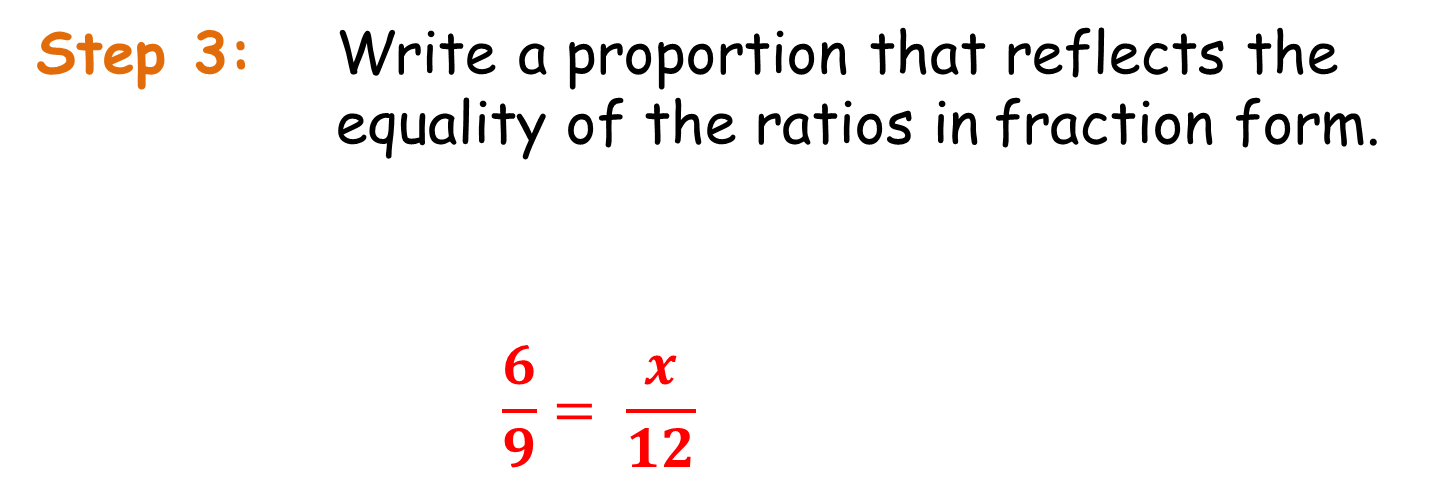 Step 3: Write a proportion that reflects the
equality of the ratios in fraction form.
6/9 = x/12